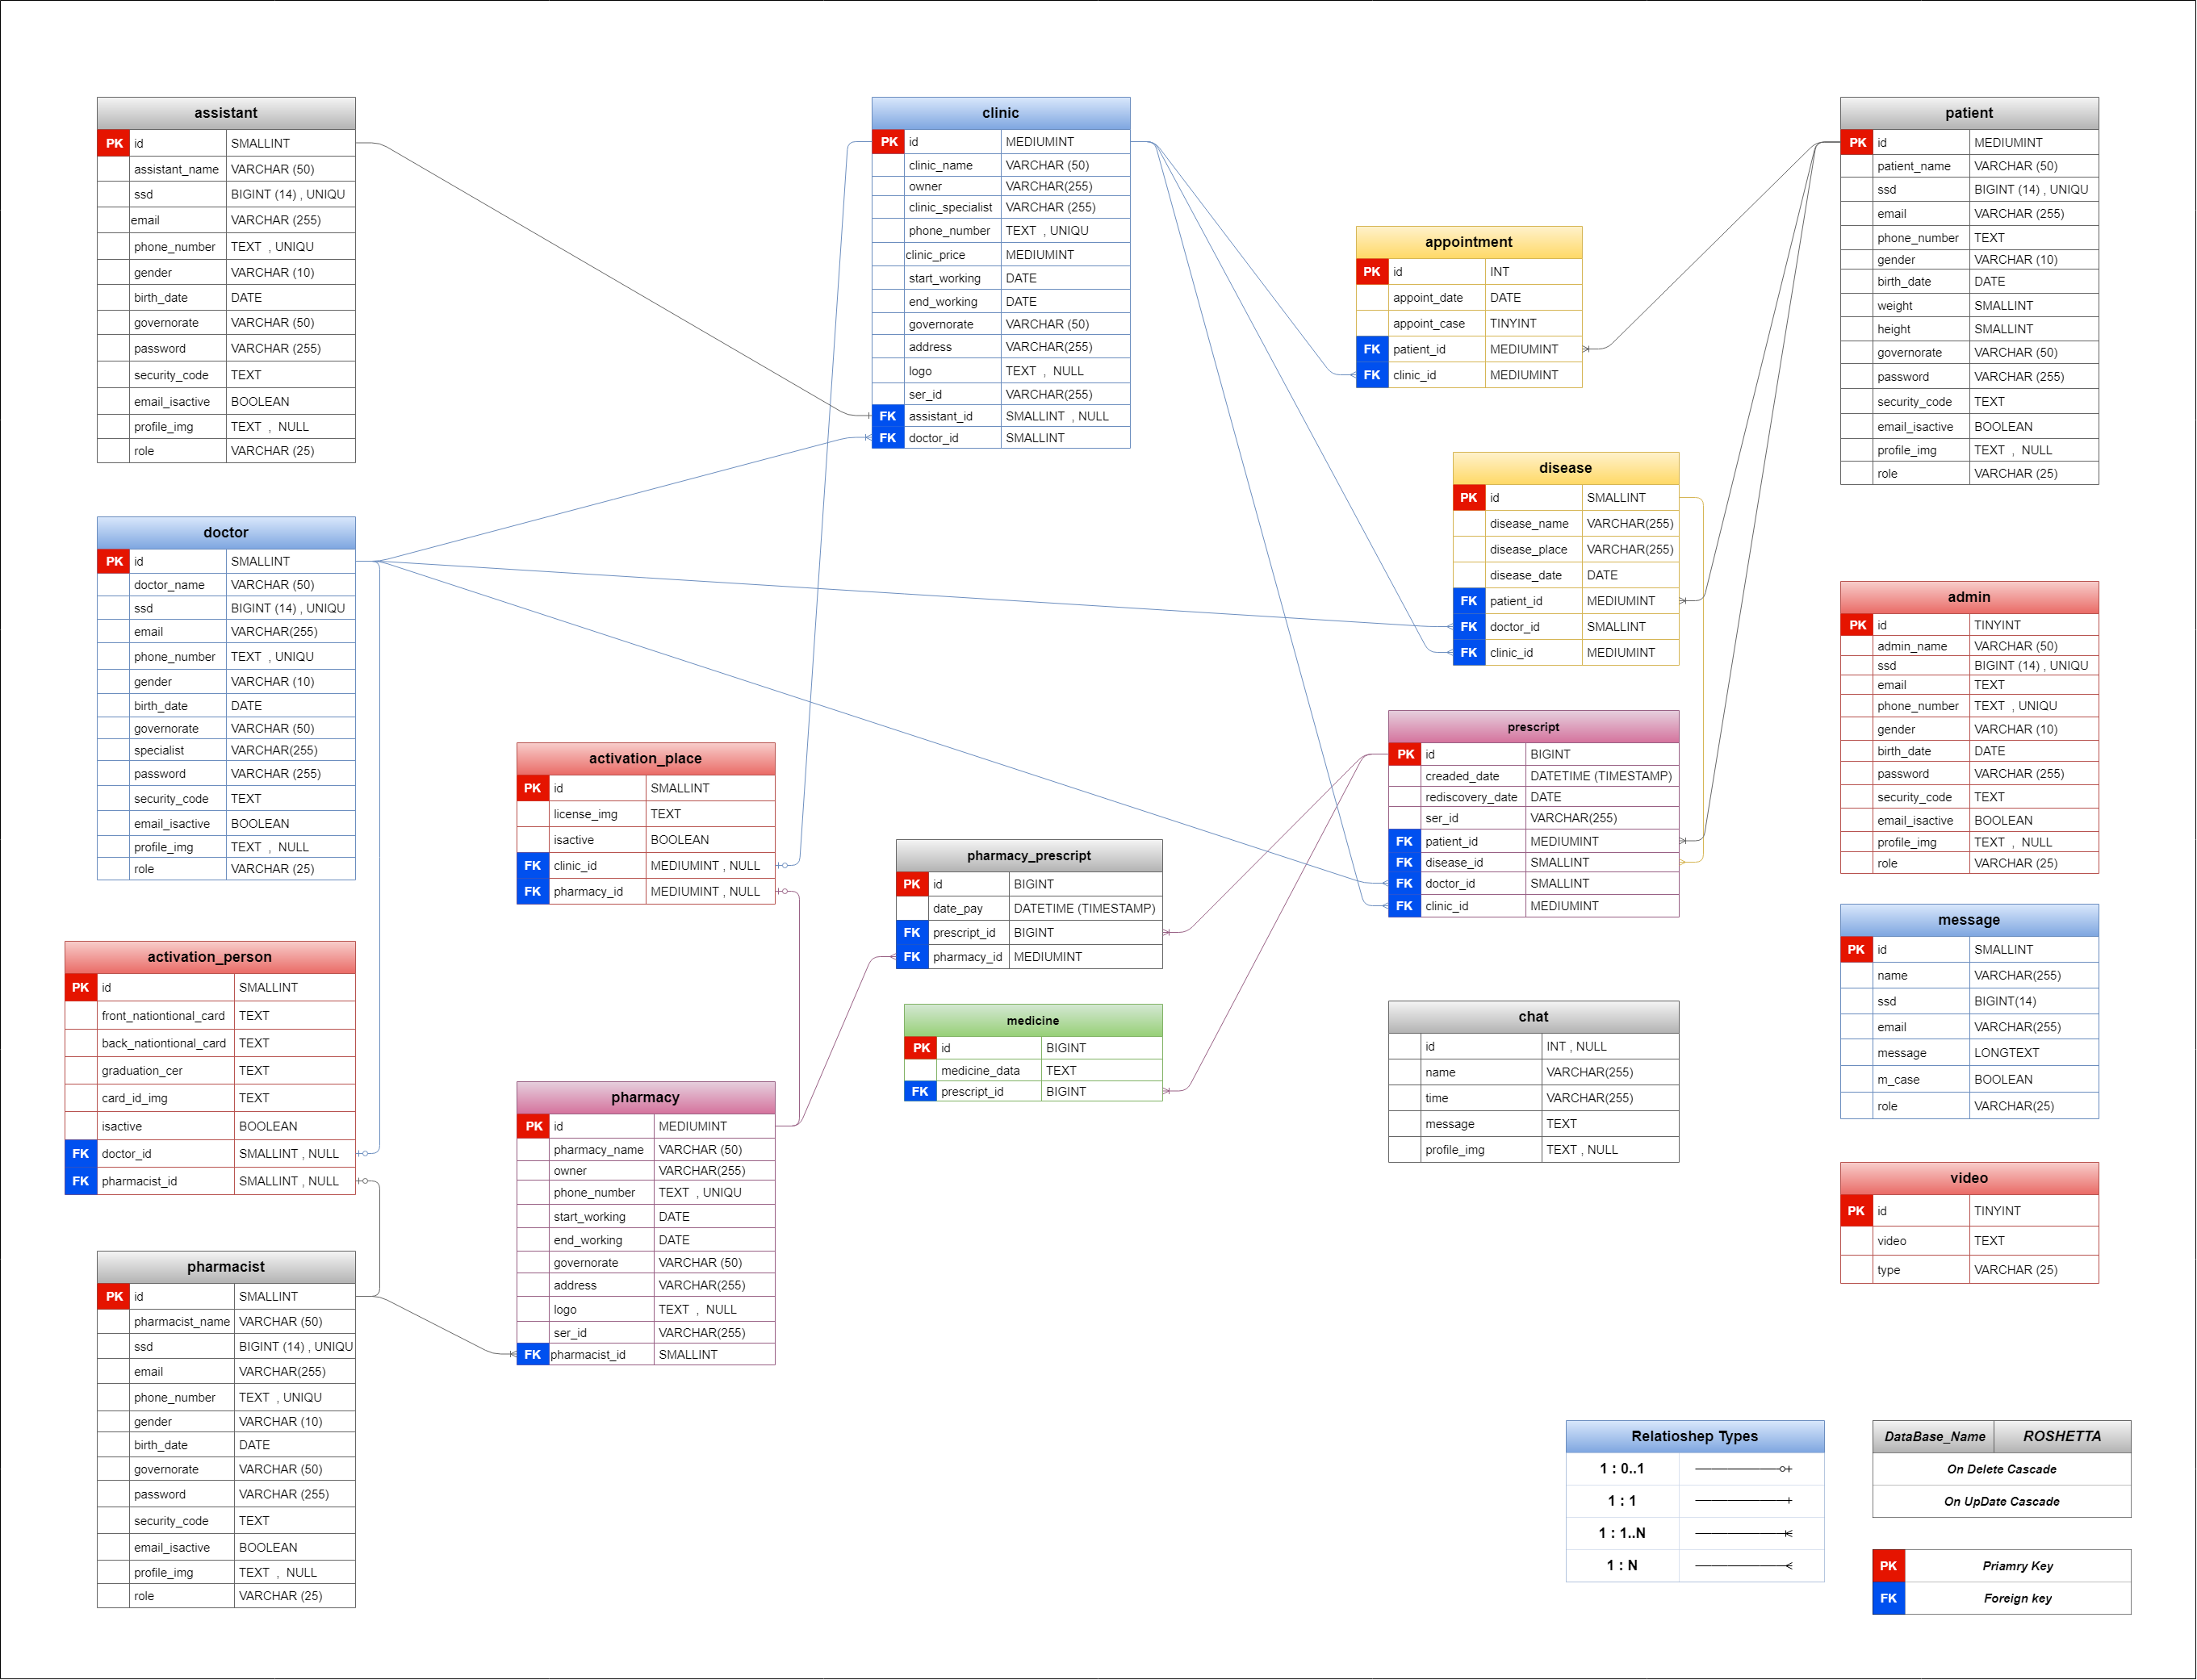 assistant
PK id SMALLINT
assistant_name VARCHAR (50)
ssd BIGINT (14) , UNIQU
email VARCHAR (255)
phone_number TEXT , UNIQU
gender VARCHAR (10)
birth_date DATE
governorate VARCHAR (50)
password VARCHAR (255)
security_code TEXT
email_isactive BOOLEAN
profile_img TEXT , NULL
role VARCHAR (25)
clinic
PK id MEDIUMINT
clinic_name VARCHAR (50)
owner VARCHAR(255)
clinic_specialist VARCHAR (255)
phone_number TEXT , UNIQU
clinic_price MEDIUMINT
start_working DATE
end_working DATE
governorate VARCHAR (50)
address VARCHAR(255)
logo TEXT , NULL
ser_id VARCHAR(255)
FK assistant_id SMALLINT , NULL
FK doctor_id SMALLINT
appointment
PK id INT
appoint_date DATE
appoint_case TINYINT
FK patient_id MEDIUMINT
FK clinic_id MEDIUMINT
patient
PK id MEDIUMINT
patient_name VARCHAR (50)
ssd BIGINT (14) , UNIQU
email VARCHAR (255)
phone_number TEXT
gender VARCHAR (10)
birth_date DATE
weight SMALLINT
height SMALLINT
governorate VARCHAR (50)
password VARCHAR (255)
security_code TEXT
email_isactive BOOLEAN
profile_img TEXT , NULL
role VARCHAR (25)
disease
PK id SMALLINT
disease_name VARCHAR(255)
disease_place VARCHAR(255)
disease_date DATE
FK patient_id MEDIUMINT
FK doctor_id SMALLINT
FK clinic_id MEDIUMINT
doctor
PK id SMALLINT
doctor_name VARCHAR (50)
ssd BIGINT (14) , UNIQU
email VARCHAR(255)
phone_number TEXT , UNIQU
gender VARCHAR (10)
birth_date DATE
governorate VARCHAR (50)
specialist VARCHAR(255)
password VARCHAR (255)
security_code TEXT
email_isactive BOOLEAN
profile_img TEXT , NULL
role VARCHAR (25)
admin
PK id TINYINT
admin_name VARCHAR (50)
ssd BIGINT (14) , UNIQU
email TEXT
phone_number TEXT , UNIQU
gender VARCHAR (10)
birth_date DATE
password VARCHAR (255)
security_code TEXT
email_isactive BOOLEAN
profile_img TEXT , NULL
role VARCHAR (25)
activation_place
PK id SMALLINT
license_img TEXT
isactive BOOLEAN
FK clinic_id MEDIUMINT , NULL
FK pharmacy_id MEDIUMINT , NULL
prescript
PK id BIGINT
creaded_date DATETIME (TIMESTAMP)
rediscovery_date DATE
ser_id VARCHAR(255)
FK patient_id MEDIUMINT
FK disease_id SMALLINT
FK doctor_id SMALLINT
FK clinic_id MEDIUMINT
pharmacy_prescript
PK id BIGINT
date_pay DATETIME (TIMESTAMP)
FK prescript_id BIGINT
FK pharmacy_id MEDIUMINT
activation_person
PK id SMALLINT
front_nationtional_card TEXT
back_nationtional_card TEXT
graduation_cer TEXT
card_id_img TEXT
isactive BOOLEAN
FK doctor_id SMALLINT , NULL
FK pharmacist_id SMALLINT , NULL
message
PK id SMALLINT
name VARCHAR(255)
ssd BIGINT(14)
email VARCHAR(255)
message LONGTEXT
m_case BOOLEAN
role VARCHAR(25)
medicine
PK id BIGINT
medicine_data TEXT
FK prescript_id BIGINT
chat
id INT , NULL
name VARCHAR(255)
time VARCHAR(255)
message TEXT
profile_img TEXT , NULL
pharmacy
PK id MEDIUMINT
pharmacy_name VARCHAR (50)
owner VARCHAR(255)
phone_number TEXT , UNIQU
start_working DATE
end_working DATE
governorate VARCHAR (50)
address VARCHAR(255)
logo TEXT , NULL
ser_id VARCHAR(255)
FK pharmacist_id SMALLINT
video
PK id TINYINT
video TEXT
type VARCHAR (25)
pharmacist
PK id SMALLINT
pharmacist_name VARCHAR (50)
ssd BIGINT (14) , UNIQU
email VARCHAR(255)
phone_number TEXT , UNIQU
gender VARCHAR (10)
birth_date DATE
governorate VARCHAR (50)
password VARCHAR (255)
security_code TEXT
email_isactive BOOLEAN
profile_img TEXT , NULL
role VARCHAR (25)
Relatioshep Types
1 : 0..1
1 : 1
1 : 1..N
1 : N
DataBase_Name ROSHETTA
On Delete Cascade
On UpDate Cascade
PK Priamry Key
FK Foreign key